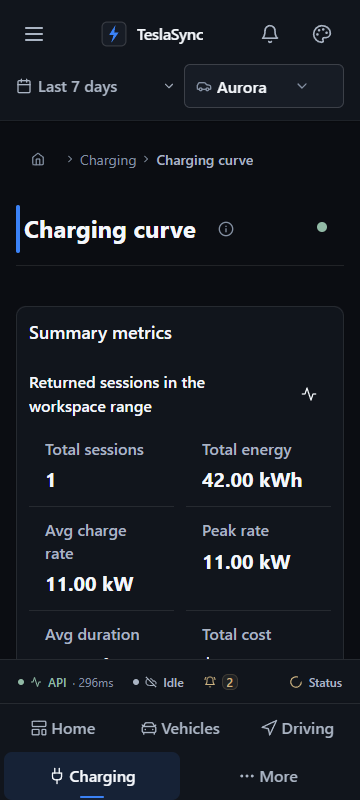 TeslaSync
Last 7 days
Aurora
Charging
Charging curve
Charging curve
Summary metrics
Returned sessions in the
workspace range
Total sessions
Total energy
1
42.00 kWh
Avg charge
rate
Peak rate
11.00 kW
11.00 kW
Avg duration
Total cost
API · 296ms
Idle
2
Status
Home
Vehicles
Driving
Charging
More